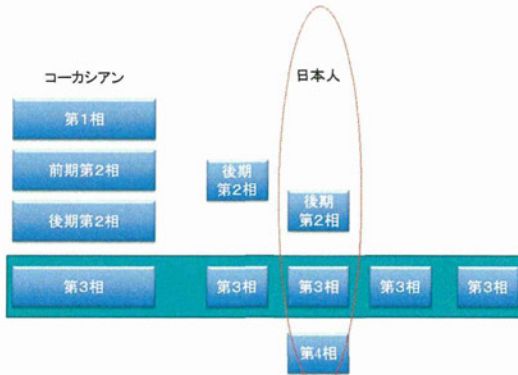 コーカシアン
日本人
第1相
前期第2相
後期
第2相
後期
第2相
後期第2相
第3相
第3相
第3相
第3相
第3相
第4相